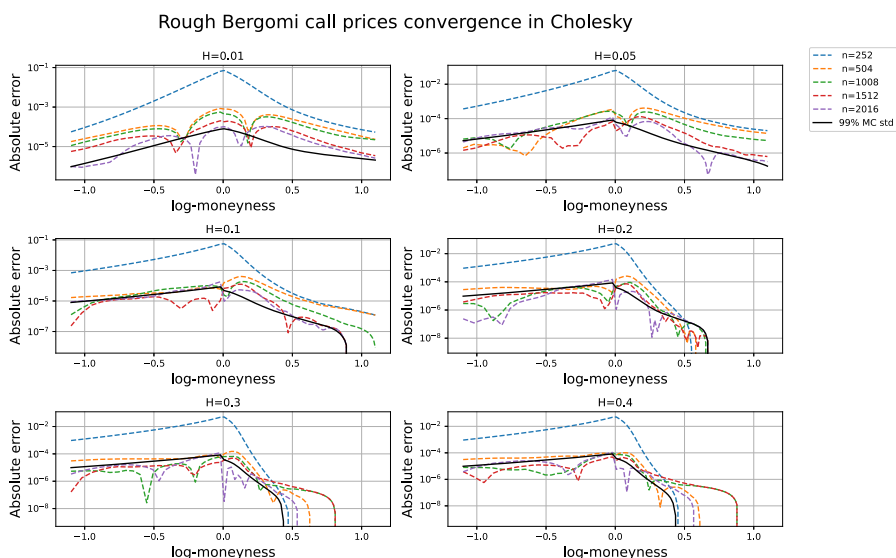 Rough Bergomi call prices convergence in Cholesky
n=252
n=504
n=1008
n=1512
n=2016
99% MC std
H=0.01
Absolute error
10⁻¹
10⁻³
10⁻⁵
−1.0 −0.5 0.0 0.5 1.0
log-moneyness
H=0.05
Absolute error
10⁻²
10⁻⁴
10⁻⁶
−1.0 −0.5 0.0 0.5 1.0
log-moneyness
H=0.1
Absolute error
10⁻¹
10⁻³
10⁻⁵
10⁻⁷
−1.0 −0.5 0.0 0.5 1.0
log-moneyness
H=0.2
Absolute error
10⁻²
10⁻⁴
10⁻⁶
10⁻⁸
−1.0 −0.5 0.0 0.5 1.0
log-moneyness
H=0.3
Absolute error
10⁻²
10⁻⁴
10⁻⁶
10⁻⁸
−1.0 −0.5 0.0 0.5 1.0
log-moneyness
H=0.4
Absolute error
10⁻²
10⁻⁴
10⁻⁶
10⁻⁸
−1.0 −0.5 0.0 0.5 1.0
log-moneyness